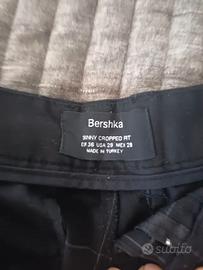 Bershka
SKINNY CROPPED FIT
EUR 36 USA 28 MEX 28
MADE IN TURKEY
subito